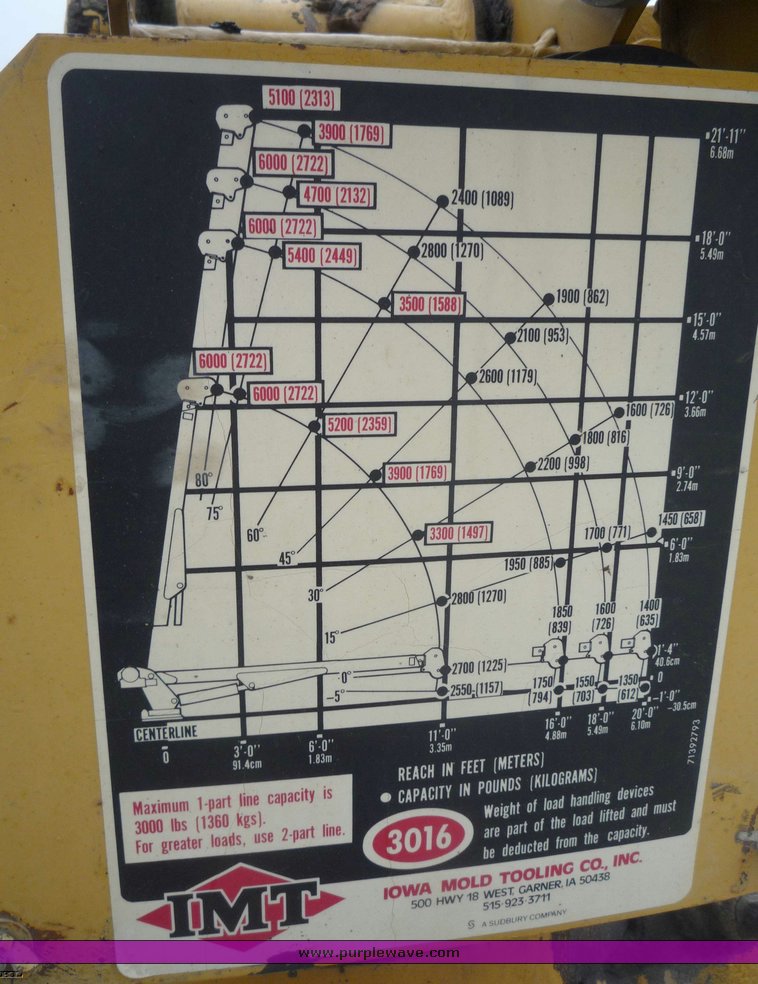 5100 (2313)
3900 (1769)
21'-11"
6.68m
6000 (2722)
4700 (2132)
2400 (1089)
6000 (2722)
18'-0"
5.49m
5400 (2449)
2800 (1270)
3500 (1588)
1900 (862)
15'-0"
4.57m
2100 (953)
6000 (2722)
2600 (1179)
6000 (2722)
12'-0"
3.66m
1600 (726)
5200 (2359)
1800 (816)
2200 (998)
3900 (1769)
9'-0"
2.74m
80°
75°
1450 (658)
60°
3300 (1497)
1700 (771)
6'-0"
1.83m
45°
1950 (885)
30°
2800 (1270)
1850
(839)
1600
(726)
1400
(635)
15°
1'-4"
40.6cm
2700 (1225)
0°
0
-5°
2550 (1157)
1750
(794)
1550
(703)
1350
(612)
-1'-0"
-30.5cm
CENTERLINE
0
3'-0"
91.4cm
6'-0"
1.83m
11'-0"
3.35m
16'-0"
4.88m
18'-0"
5.49m
20'-0"
6.10m
71392793
REACH IN FEET (METERS)
CAPACITY IN POUNDS (KILOGRAMS)
Maximum 1-part line capacity is
3000 lbs (1360 kgs).
For greater loads, use 2-part line.
3016
Weight of load handling devices
are part of the load lifted and must
be deducted from the capacity.
IMT
IOWA MOLD TOOLING CO., INC.
500 HWY 18 WEST, GARNER, IA 50438
515-923-3711
A SUDBURY COMPANY
www.purplewave.com